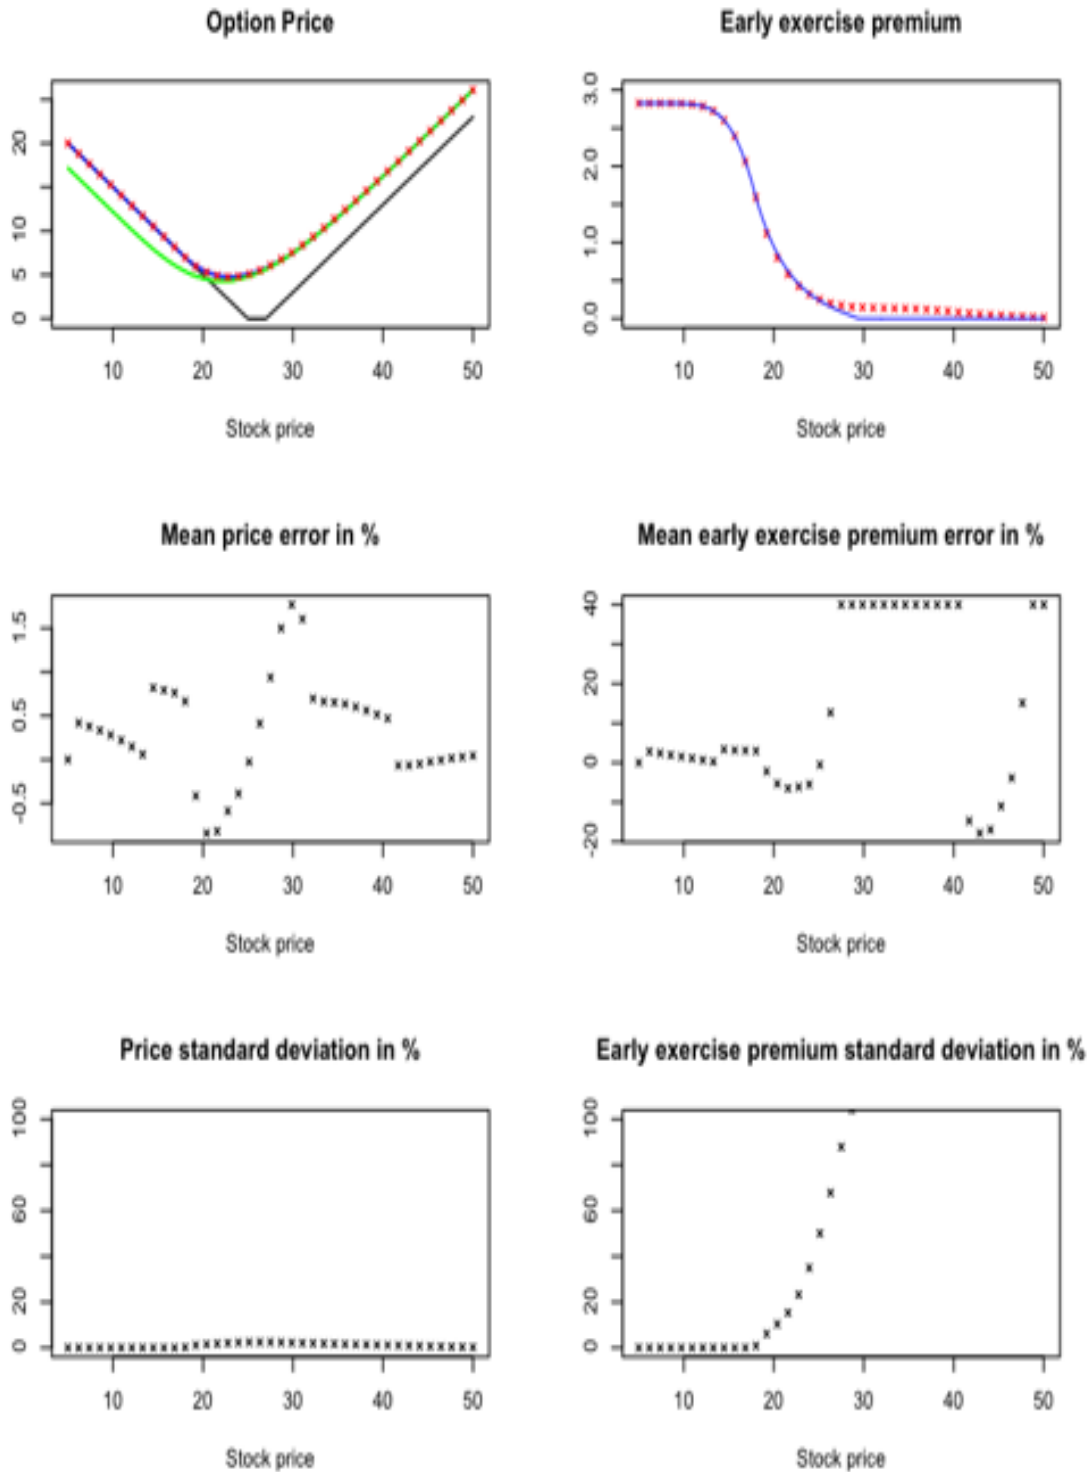 Option Price
Early exercise premium
20
10
5
0
10 20 30 40 50
Stock price
3.0
2.0
1.0
0.0
10 20 30 40 50
Stock price
Mean price error in %
Mean early exercise premium error in %
1.5
0.5
-0.5
10 20 30 40 50
Stock price
40
20
0
-20
10 20 30 40 50
Stock price
Price standard deviation in %
Early exercise premium standard deviation in %
100
60
20
0
10 20 30 40 50
Stock price
100
60
20
0
10 20 30 40 50
Stock price